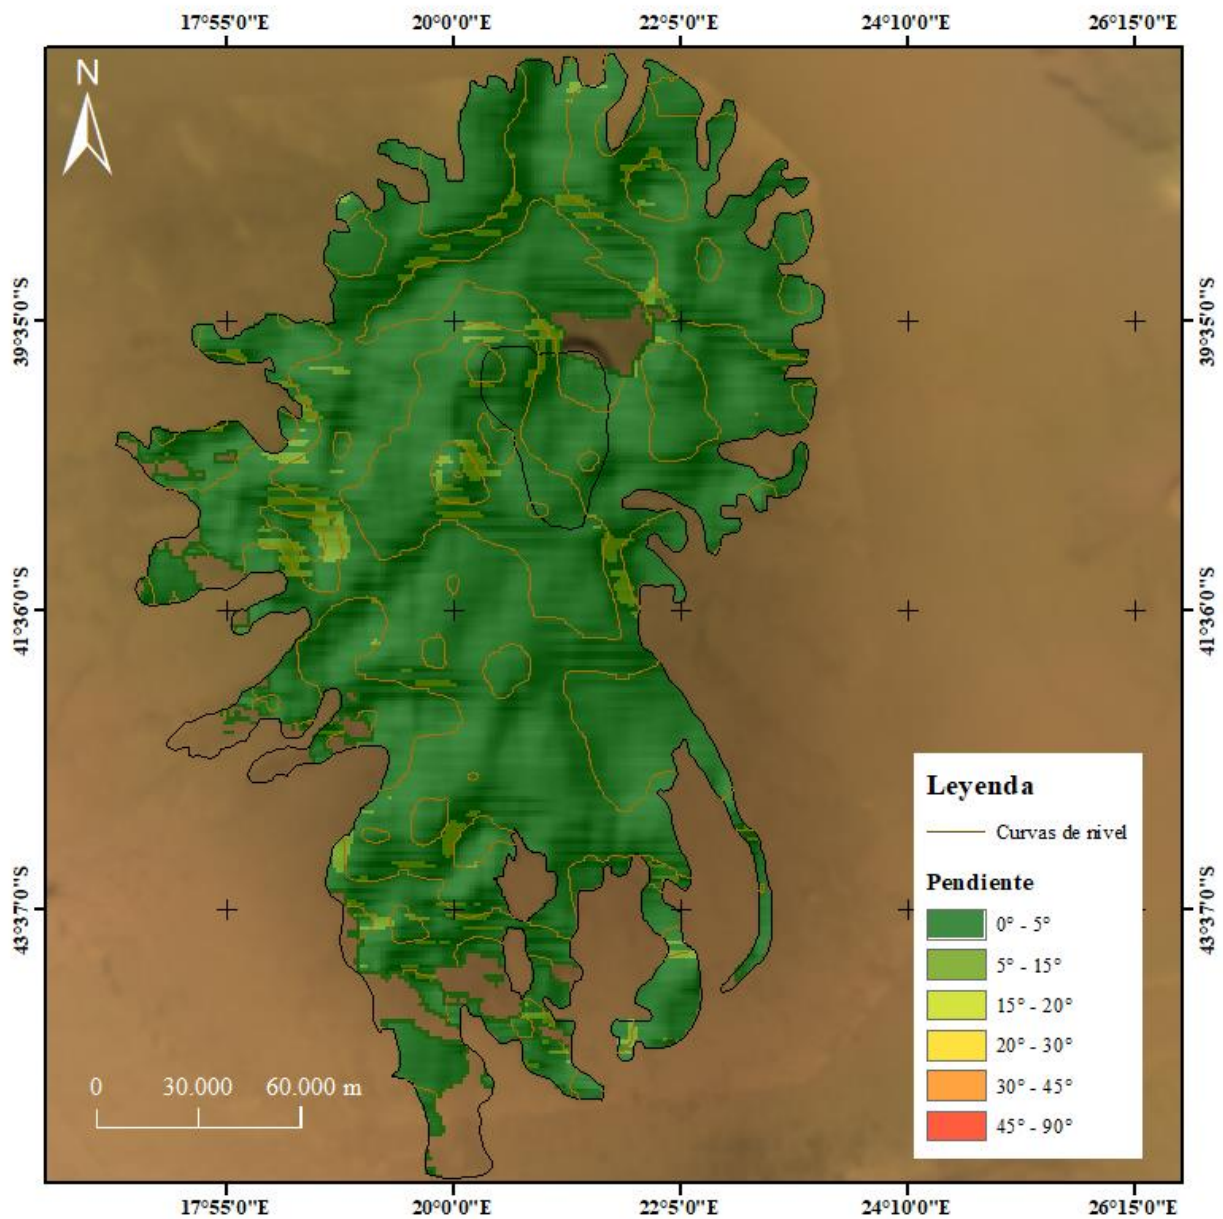 17°55'0"E 20°0'0"E 22°5'0"E 24°10'0"E 26°15'0"E
N
39°35'0"S 39°35'0"S
41°36'0"S 41°36'0"S
43°37'0"S 43°37'0"S
Leyenda
Curvas de nivel
Pendiente
0° - 5°
5° - 15°
15° - 20°
20° - 30°
30° - 45°
45° - 90°
0 30.000 60.000 m
17°55'0"E 20°0'0"E 22°5'0"E 24°10'0"E 26°15'0"E